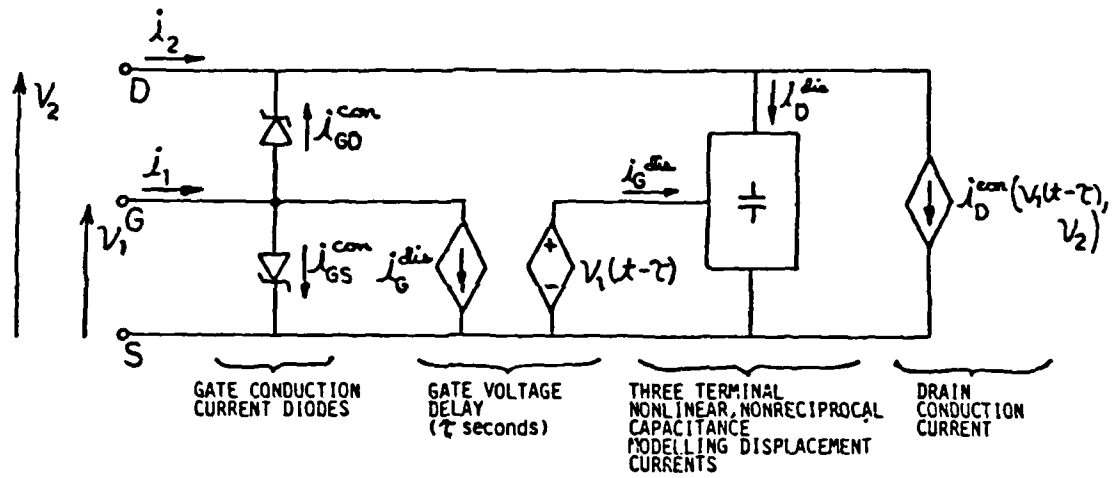 i₂
D
V₂
i_GD^con
i_D^dis
i₁
G
V₁
i_G^dis
i_GS^con
i_G^dis
+
-
V₁(t-τ)
i_D^con(V₁(t-τ),
V₂)
S
GATE CONDUCTION
CURRENT DIODES
GATE VOLTAGE
DELAY
(τ seconds)
THREE TERMINAL
NONLINEAR, NONRECIPROCAL
CAPACITANCE
MODELLING DISPLACEMENT
CURRENTS
DRAIN
CONDUCTION
CURRENT